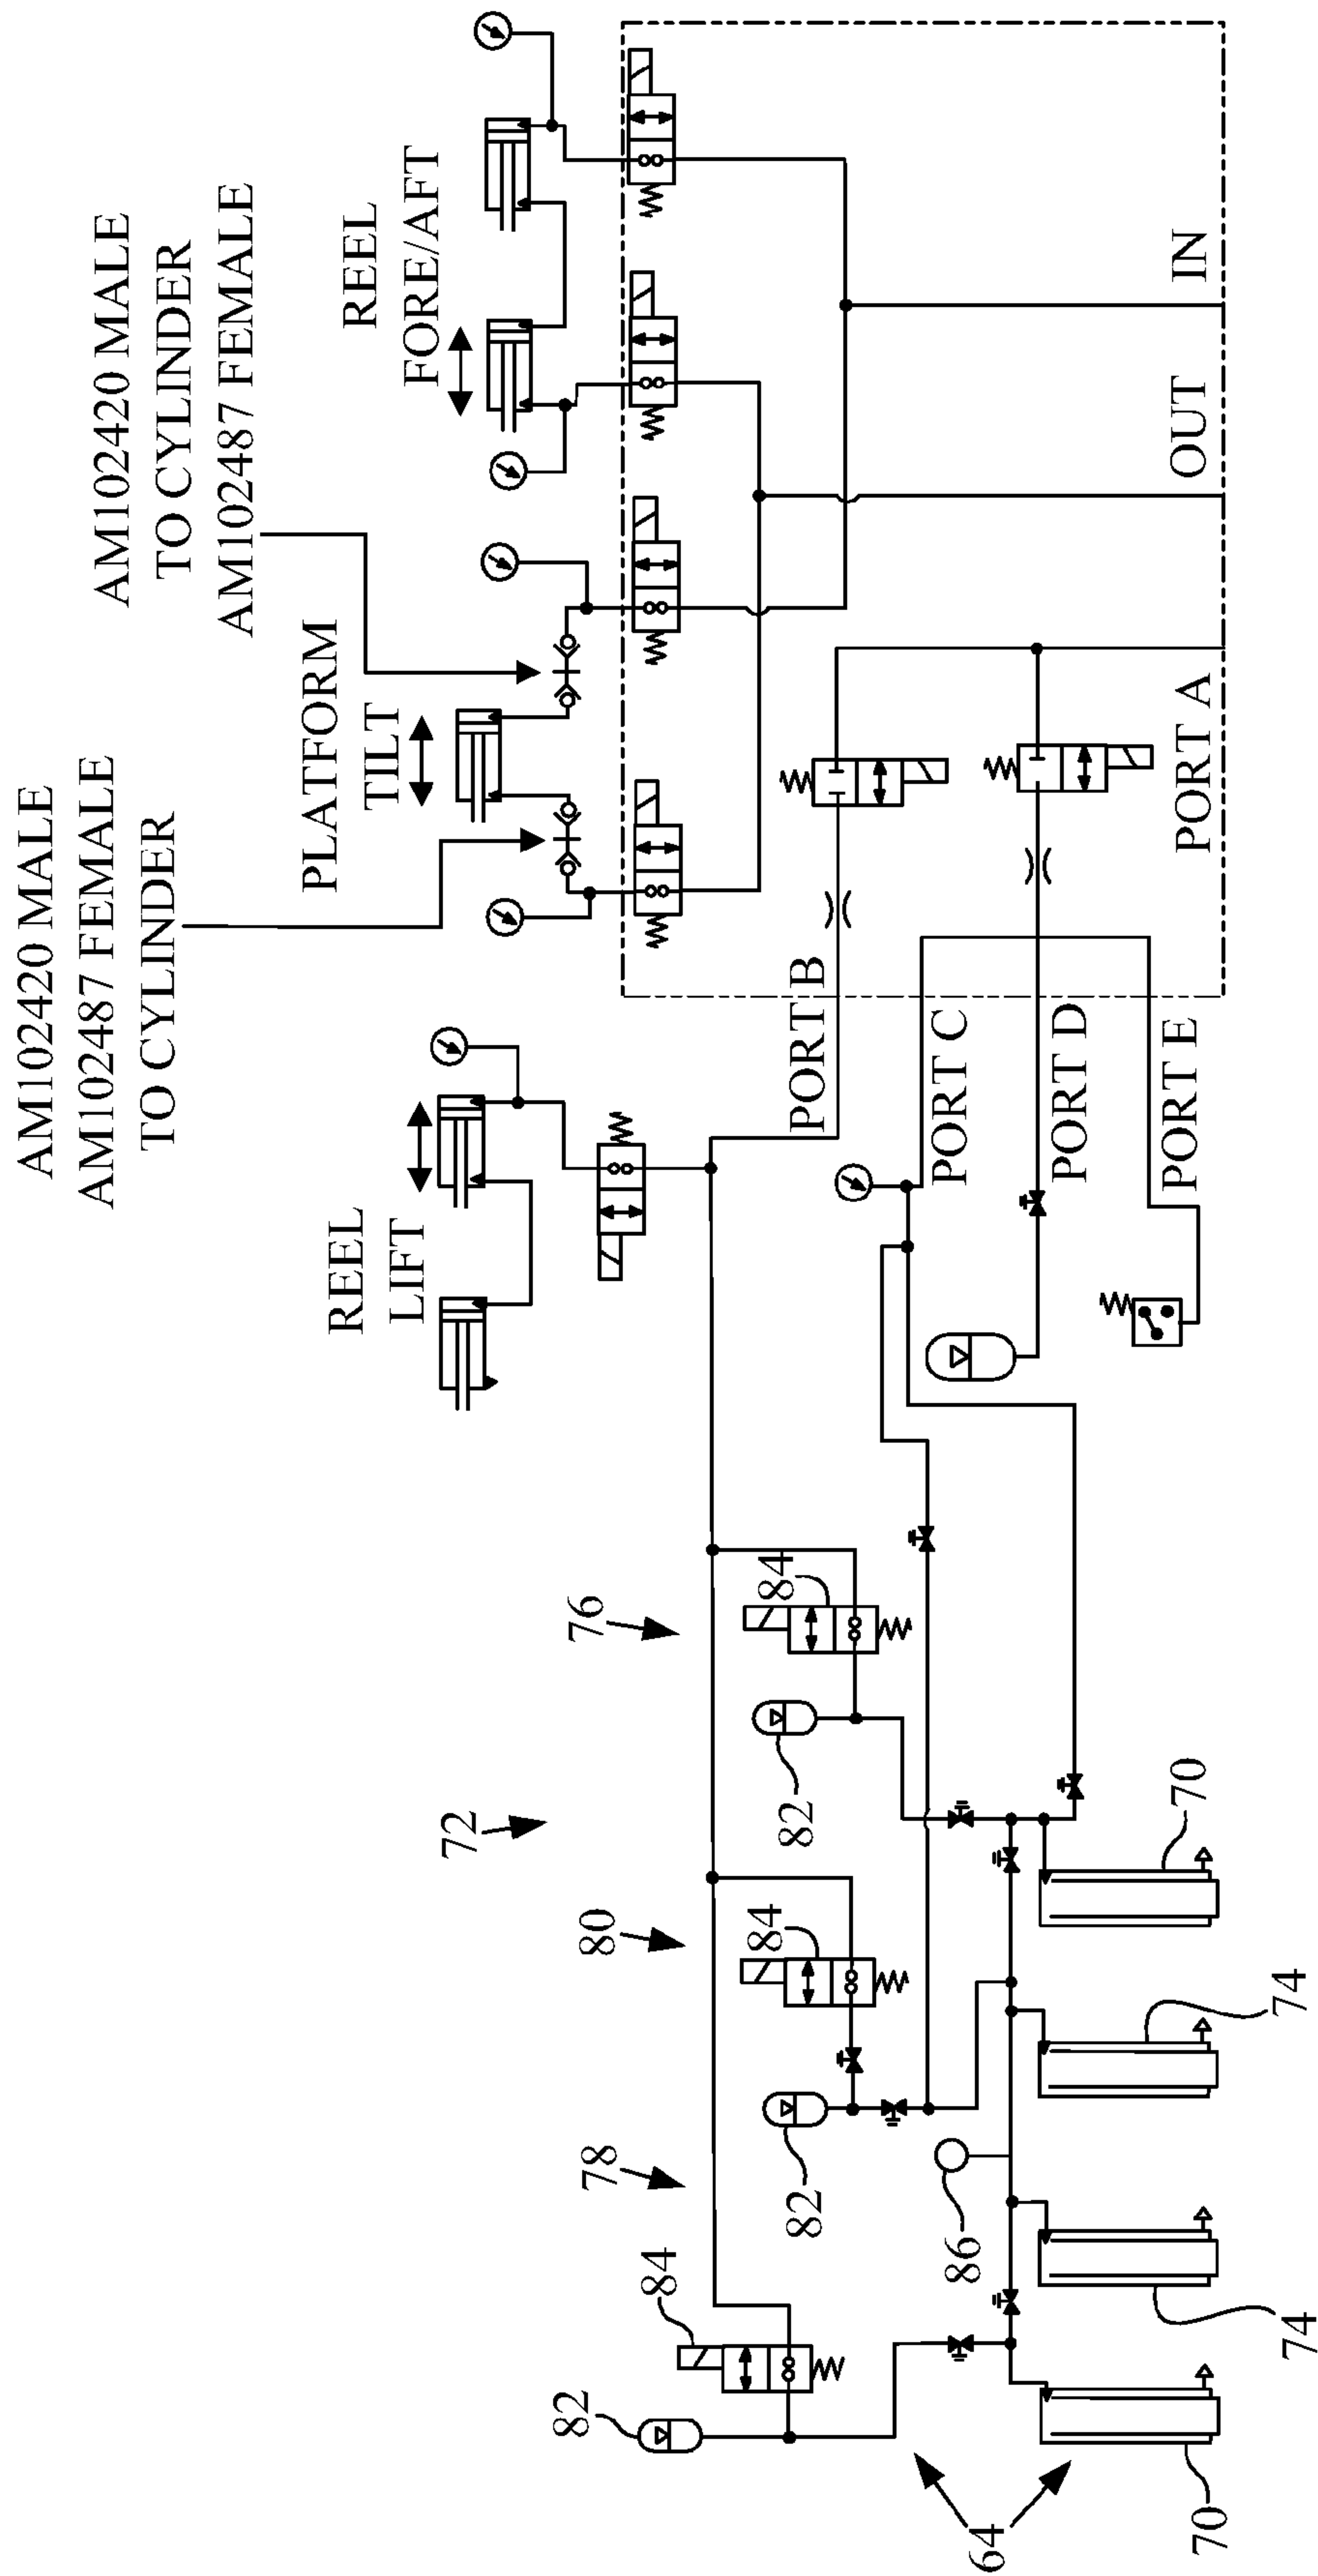 AM102420 MALE
AM102487 FEMALE
TO CYLINDER
AM102420 MALE
TO CYLINDER
AM102487 FEMALE
REEL
LIFT
PLATFORM
TILT
REEL
FORE/AFT
72
76
80
78
84
84
84
82
82
82
86
64
70
74
74
70
PORT B
PORT C
PORT D
PORT E
PORT A
OUT
IN